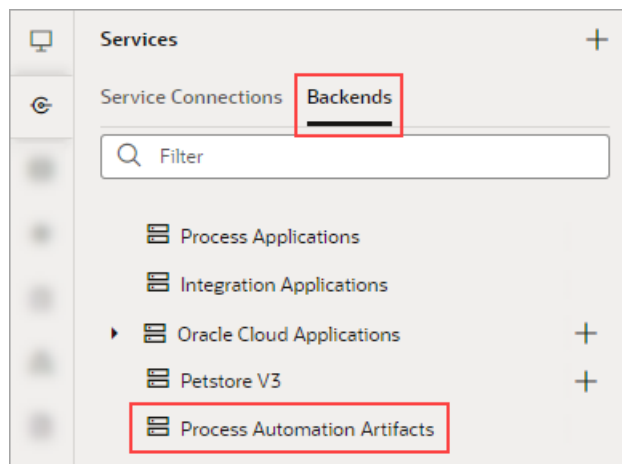 Services
Service Connections Backends
Filter
Process Applications
Integration Applications
Oracle Cloud Applications
Petstore V3
Process Automation Artifacts